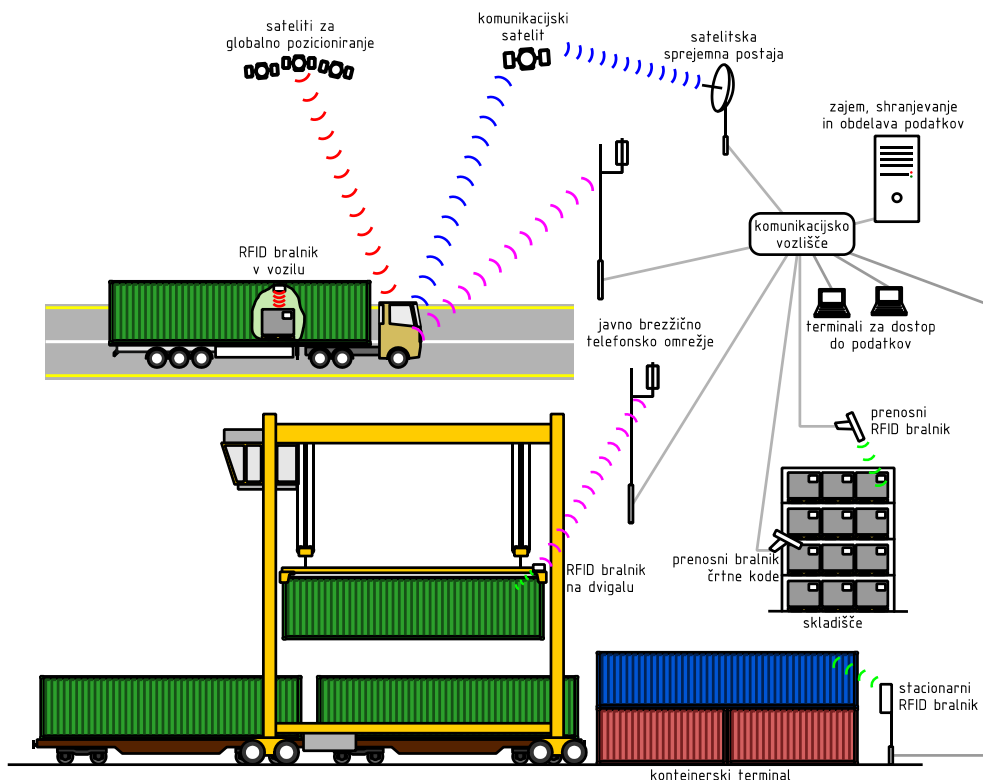 sateliti za
globalno pozicioniranje
komunikacijski
satelit
satelitska
sprejemna postaja
zajem, shranjevanje
in obdelava podatkov
komunikacijsko
vozlišče
RFID bralnik
v vozilu
javno brezžično
telefonsko omrežje
terminali za dostop
do podatkov
prenosni
RFID bralnik
RFID bralnik
na dvigalu
prenosni bralnik
črtne kode
skladišče
stacionarni
RFID bralnik
kontejnerski terminal